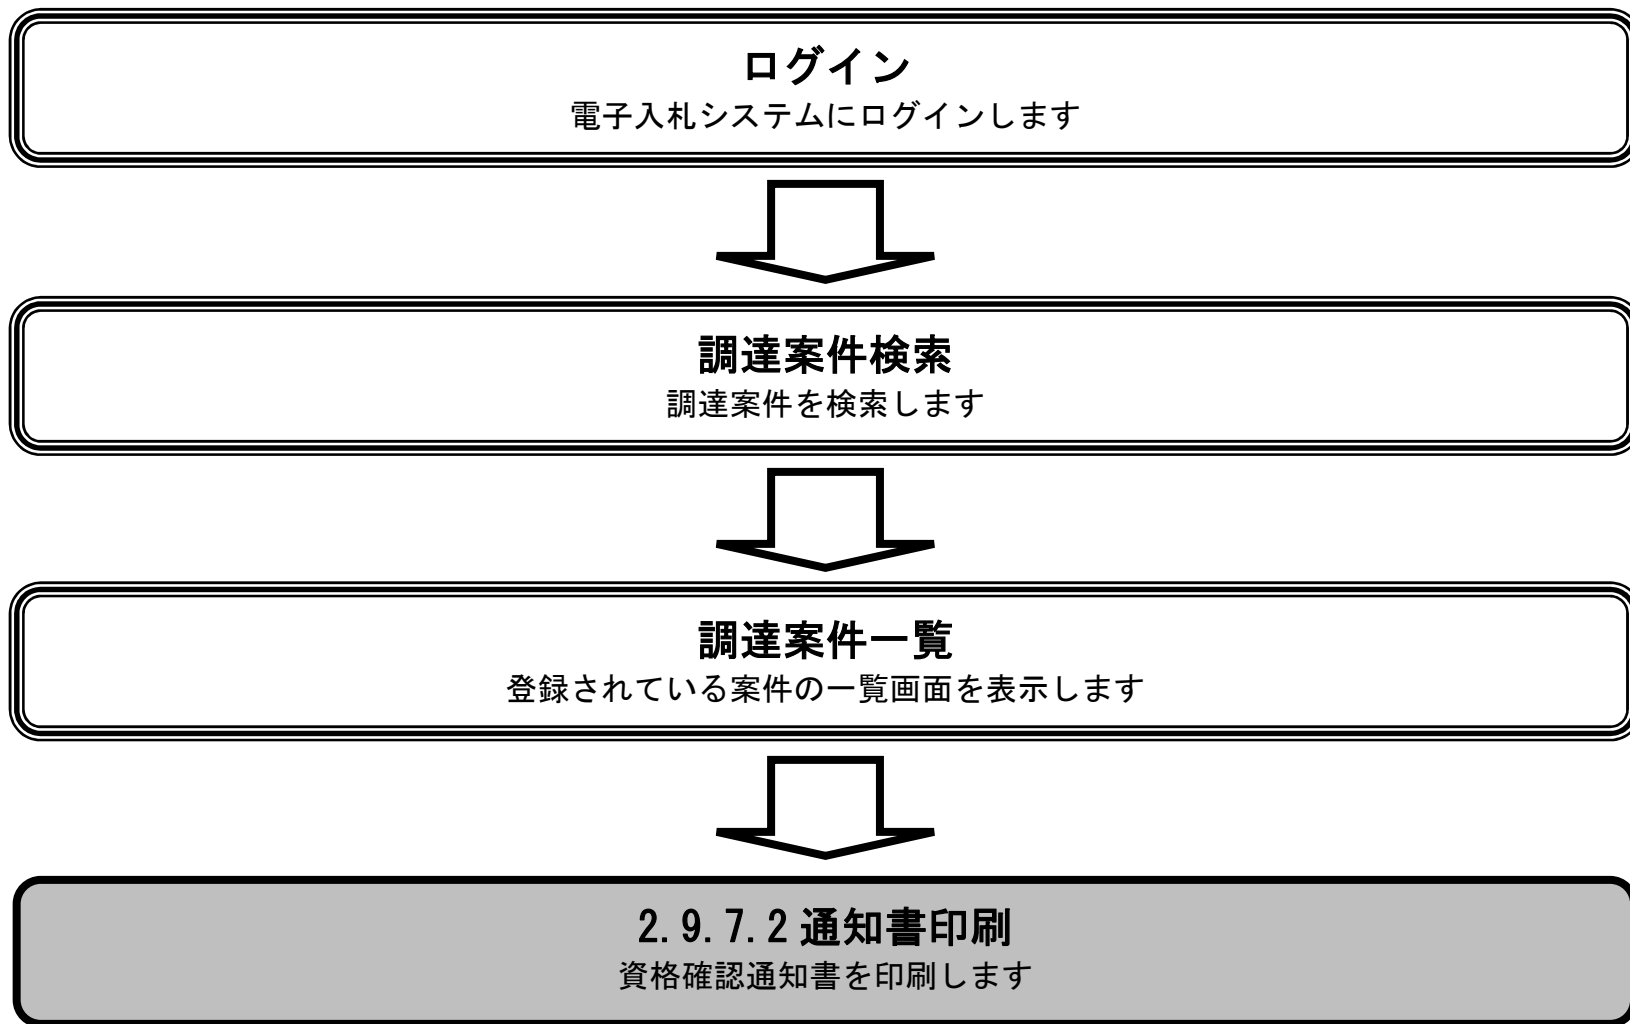 ログイン
電子入札システムにログインします
調達案件検索
調達案件を検索します
調達案件一覧
登録されている案件の一覧画面を表示します
2.9.7.2 通知書印刷
資格確認通知書を印刷します